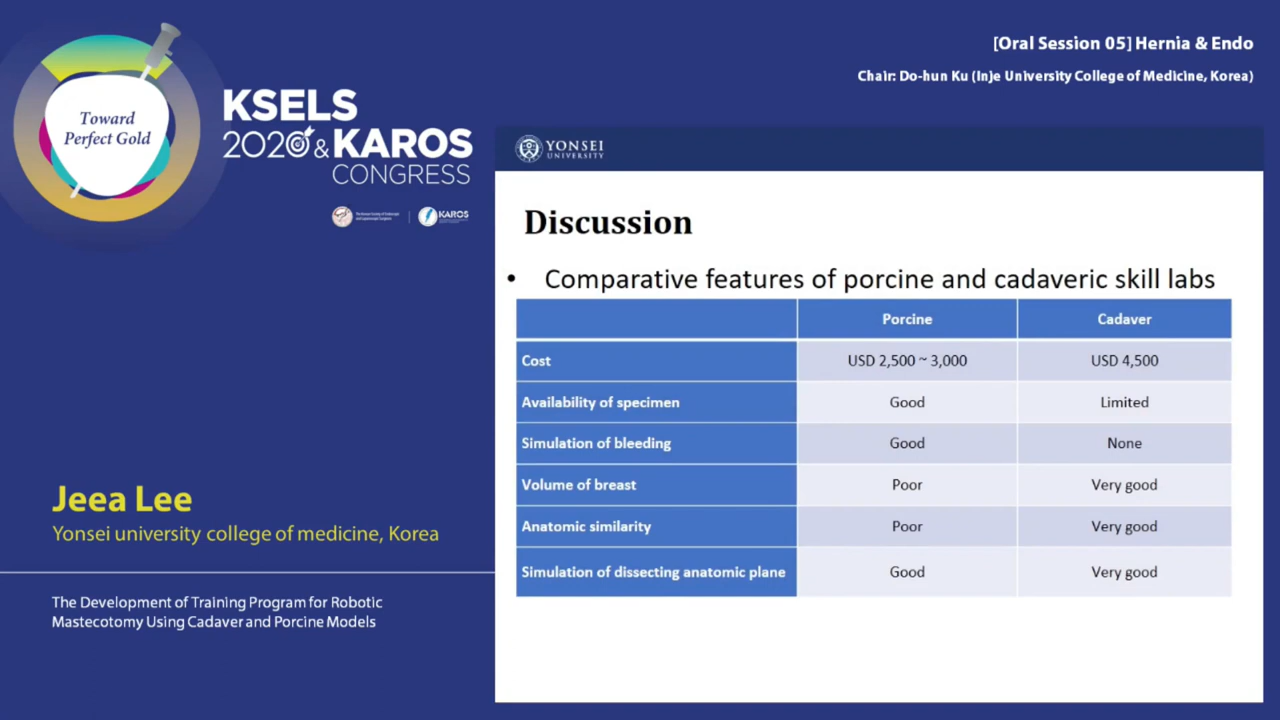 [Oral Session 05] Hernia & Endo
Chair: Do-hun Ku (Inje University College of Medicine, Korea)
Toward
Perfect Gold
KSELS
2020 & KAROS
CONGRESS
KAROS
YONSEI
UNIVERSITY
Discussion
• Comparative features of porcine and cadaveric skill labs
Porcine Cadaver
Cost USD 2,500 ~ 3,000 USD 4,500
Availability of specimen Good Limited
Simulation of bleeding Good None
Volume of breast Poor Very good
Anatomic similarity Poor Very good
Simulation of dissecting anatomic plane Good Very good
Jeea Lee
Yonsei university college of medicine, Korea
The Development of Training Program for Robotic
Mastecotomy Using Cadaver and Porcine Models